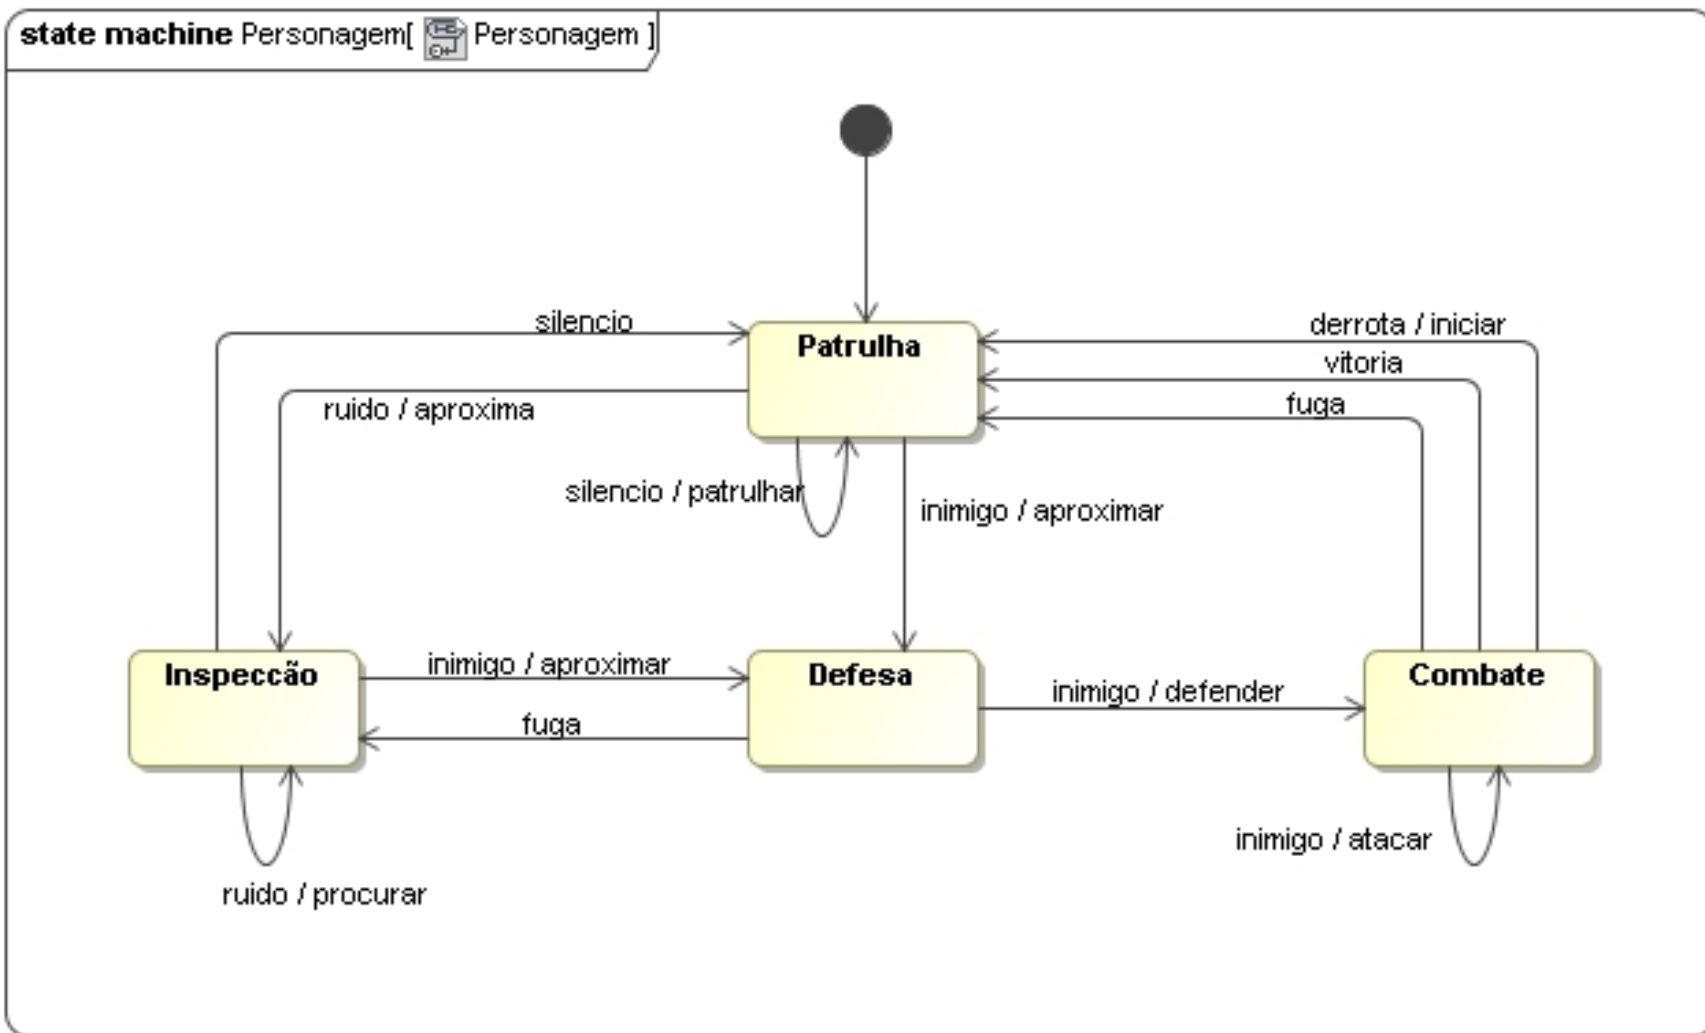 state machine Personagem[ Personagem ]
silencio
derrota / iniciar
Patrulha
vitoria
fuga
ruido / aproxima
silencio / patrulhar
inimigo / aproximar
Inspeccão
inimigo / aproximar
Defesa
inimigo / defender
Combate
fuga
inimigo / atacar
ruido / procurar